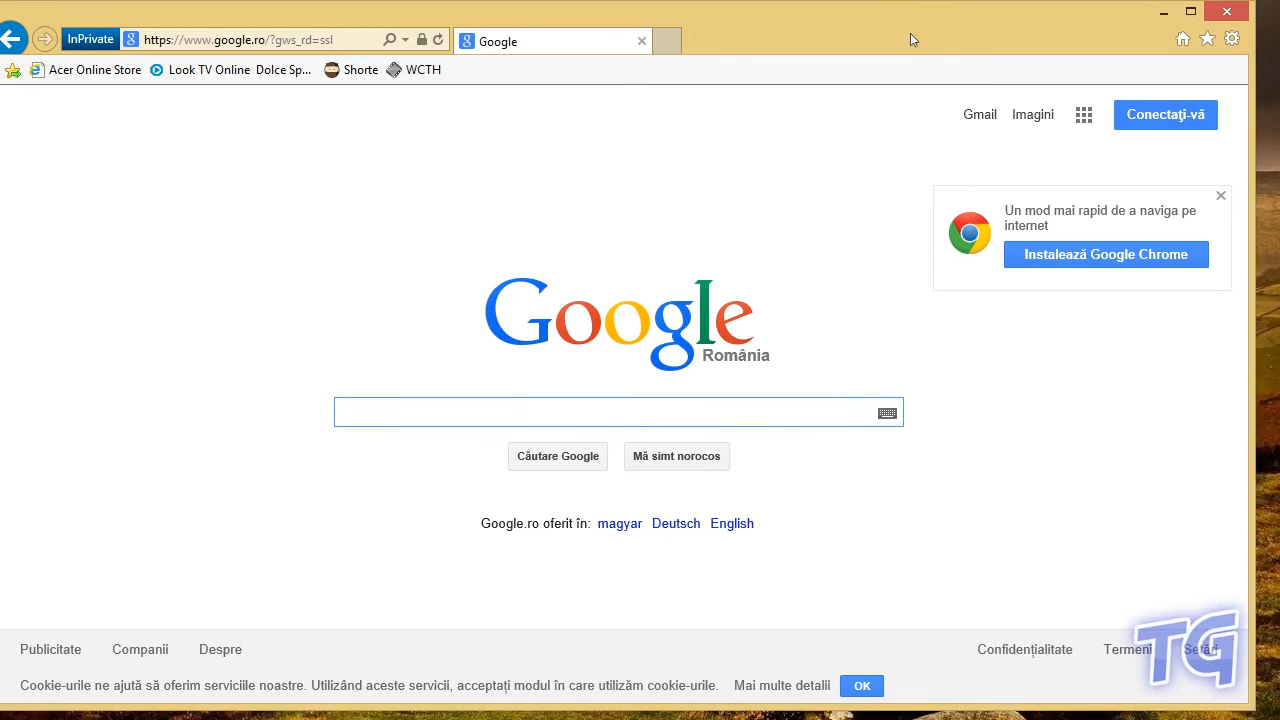 InPrivate
https://www.google.ro/?gws_rd=ssl
Google
Acer Online Store
Look TV Online Dolce Sp...
Shorte
WCTH
Gmail
Imagini
Conectaţi-vă
Un mod mai rapid de a naviga pe
internet
Instalează Google Chrome
Google
România
Căutare Google
Mă simt norocos
Google.ro oferit în: magyar Deutsch English
Publicitate
Companii
Despre
Confidențialitate
Termeni
Setări
Cookie-urile ne ajută să oferim serviciile noastre. Utilizând aceste servicii, acceptați modul în care utilizăm cookie-urile.
Mai multe detalii
OK
TG